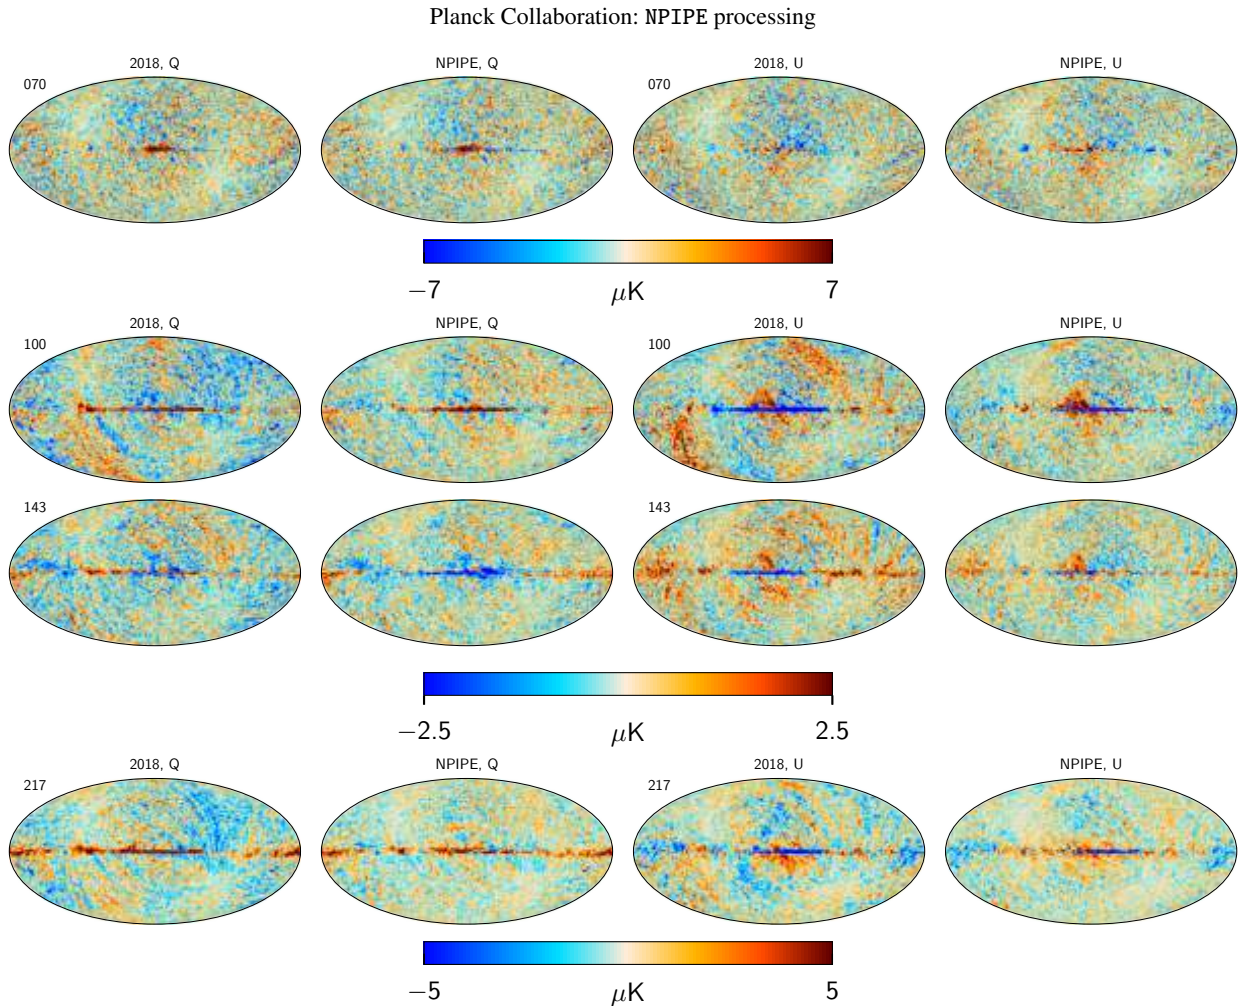 Planck Collaboration: NPIPE processing
2018, Q NPIPE, Q 2018, U NPIPE, U
070 070
−7 μK 7
2018, Q NPIPE, Q 2018, U NPIPE, U
100 100
143 143
−2.5 μK 2.5
2018, Q NPIPE, Q 2018, U NPIPE, U
217 217
−5 μK 5